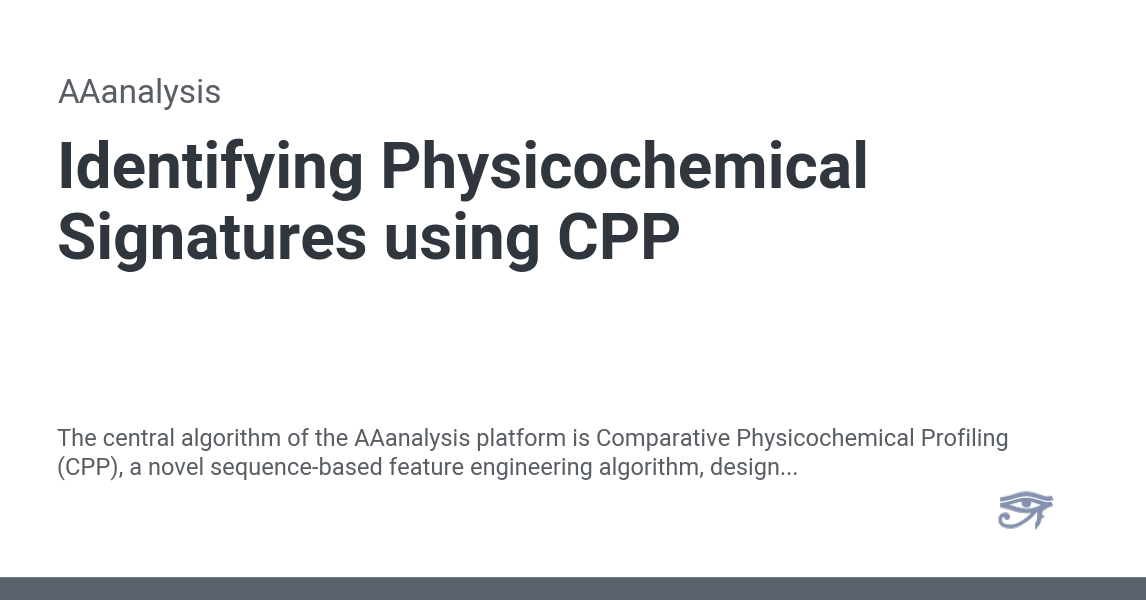 AAanalysis
Identifying Physicochemical
Signatures using CPP
The central algorithm of the AAanalysis platform is Comparative Physicochemical Profiling
(CPP), a novel sequence-based feature engineering algorithm, design...